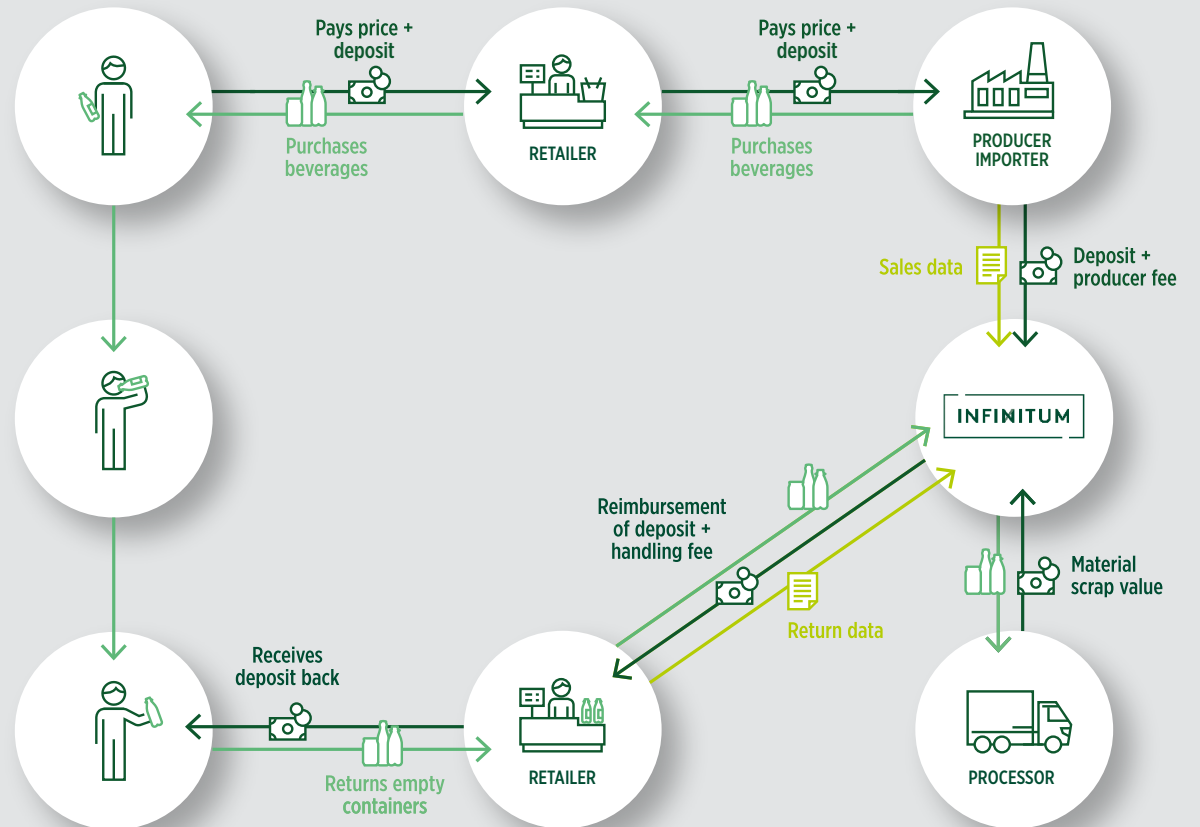 Pays price +
deposit
Pays price +
deposit
Purchases
beverages
RETAILER
Purchases
beverages
PRODUCER
IMPORTER
Sales data
Deposit +
producer fee
INFINITUM
Reimbursement
of deposit +
handling fee
Material
scrap value
Return data
Receives
deposit back
Returns empty
containers
RETAILER
PROCESSOR